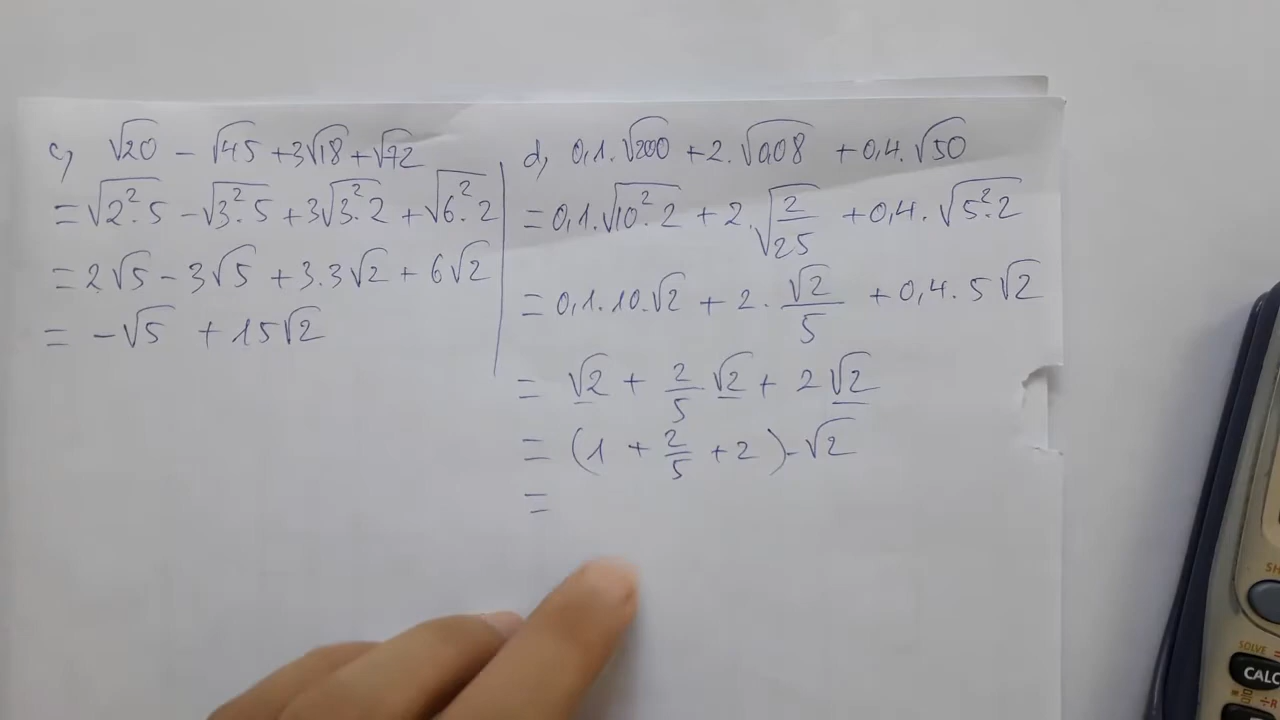 c, √20 - √45 + 3√18 + √72
= √2².5 - √3².5 + 3√3².2 + √6².2
= 2√5 - 3√5 + 3.3√2 + 6√2
= -√5 + 15√2
d, 0,1.√200 + 2.√0,08 + 0,4.√50
= 0,1.√10².2 + 2.√2/25 + 0,4.√5².2
= 0,1.10.√2 + 2.√2/5 + 0,4.5√2
= √2 + 2/5 √2 + 2√2
= (1 + 2/5 + 2).√2
=
SH
SOLVE =
CALC
÷R